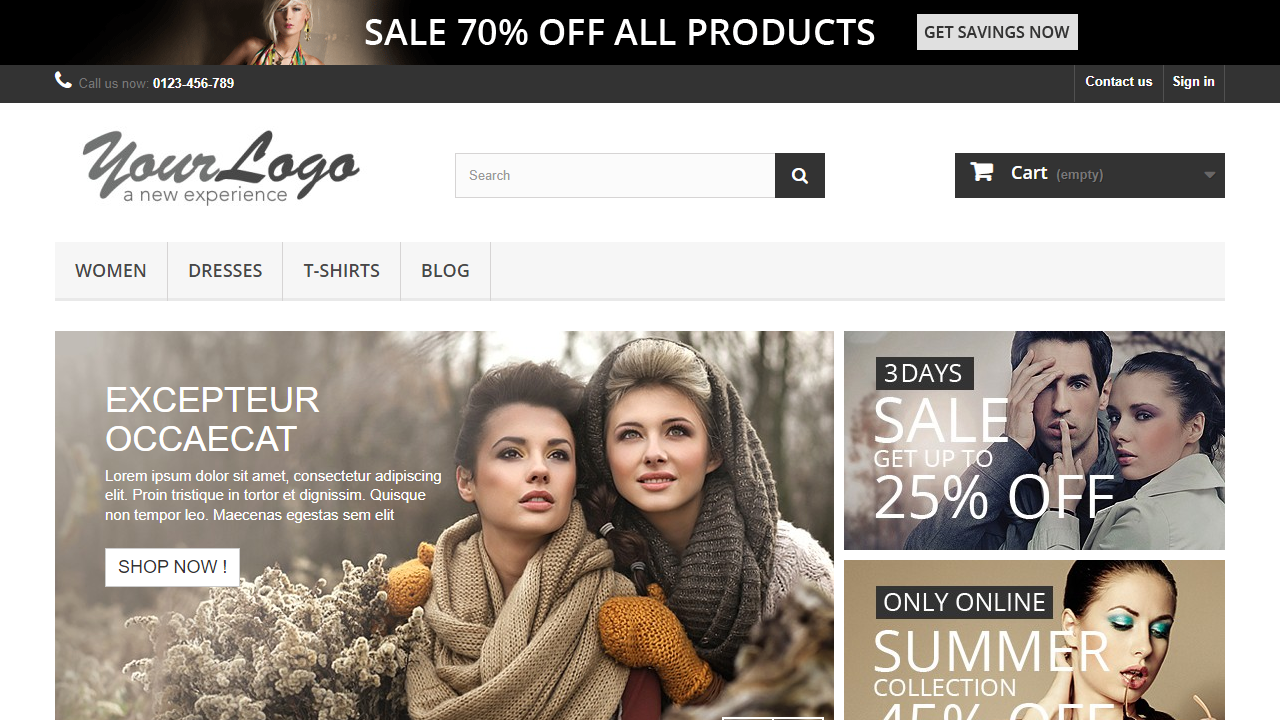 SALE 70% OFF ALL PRODUCTS
GET SAVINGS NOW
Call us now: 0123-456-789
Contact us
Sign in
YourLogo
a new experience
Search
Cart (empty)
WOMEN
DRESSES
T-SHIRTS
BLOG
EXCEPTEUR
OCCAECAT
Lorem ipsum dolor sit amet, consectetur adipiscing
elit. Proin tristique in tortor et dignissim. Quisque
non tempor leo. Maecenas egestas sem elit
SHOP NOW !
3DAYS
SALE
GET UP TO
25% OFF
ONLY ONLINE
SUMMER
COLLECTION
45% OFF